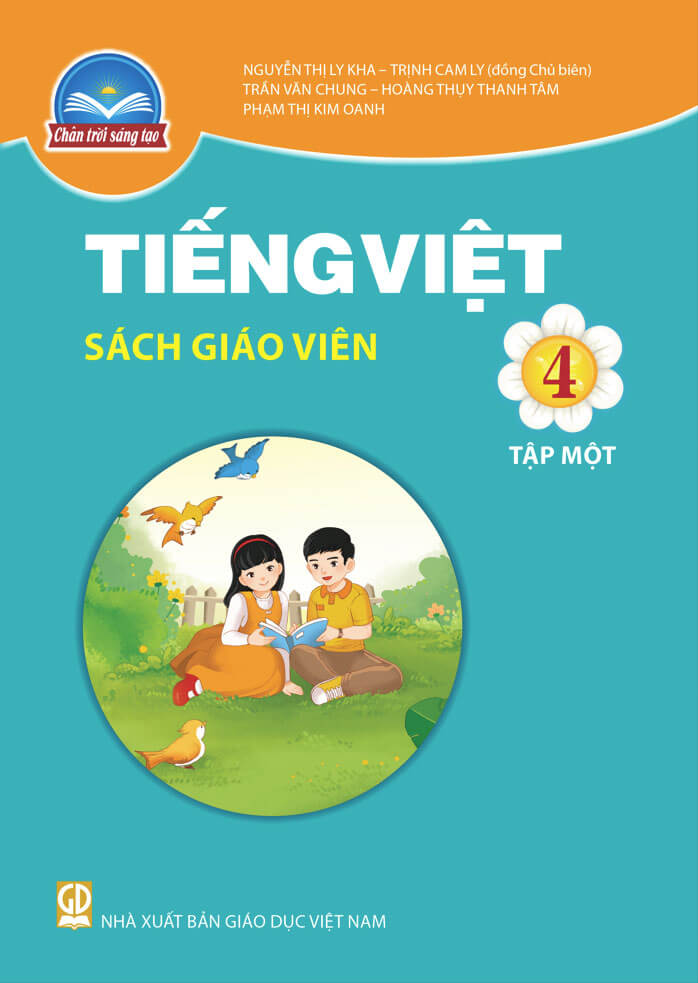 NGUYỄN THỊ LY KHA – TRỊNH CAM LY (đồng Chủ biên)
TRẦN VĂN CHUNG – HOÀNG THỤY THANH TÂM
PHẠM THỊ KIM OANH
Chân trời sáng tạo
TIẾNG VIỆT
SÁCH GIÁO VIÊN
4
TẬP MỘT
GD
NHÀ XUẤT BẢN GIÁO DỤC VIỆT NAM